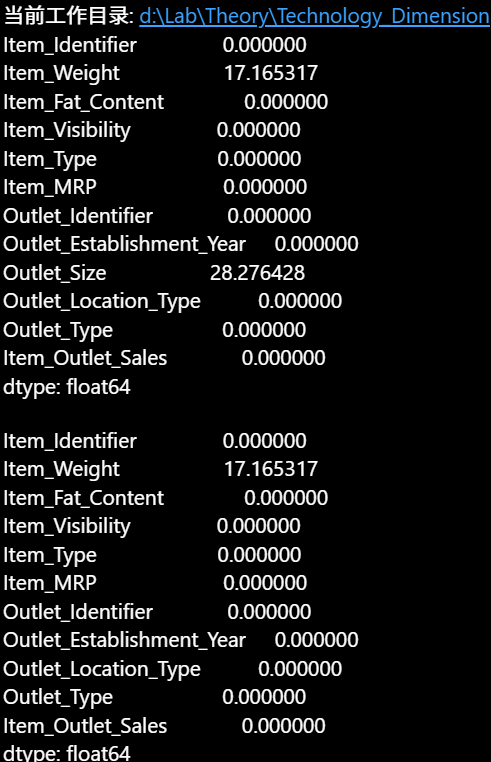 当前工作目录: d:\Lab\Theory\Technology_Dimension
Item_Identifier 0.000000
Item_Weight 17.165317
Item_Fat_Content 0.000000
Item_Visibility 0.000000
Item_Type 0.000000
Item_MRP 0.000000
Outlet_Identifier 0.000000
Outlet_Establishment_Year 0.000000
Outlet_Size 28.276428
Outlet_Location_Type 0.000000
Outlet_Type 0.000000
Item_Outlet_Sales 0.000000
dtype: float64
Item_Identifier 0.000000
Item_Weight 17.165317
Item_Fat_Content 0.000000
Item_Visibility 0.000000
Item_Type 0.000000
Item_MRP 0.000000
Outlet_Identifier 0.000000
Outlet_Establishment_Year 0.000000
Outlet_Location_Type 0.000000
Outlet_Type 0.000000
Item_Outlet_Sales 0.000000
dtype: float64